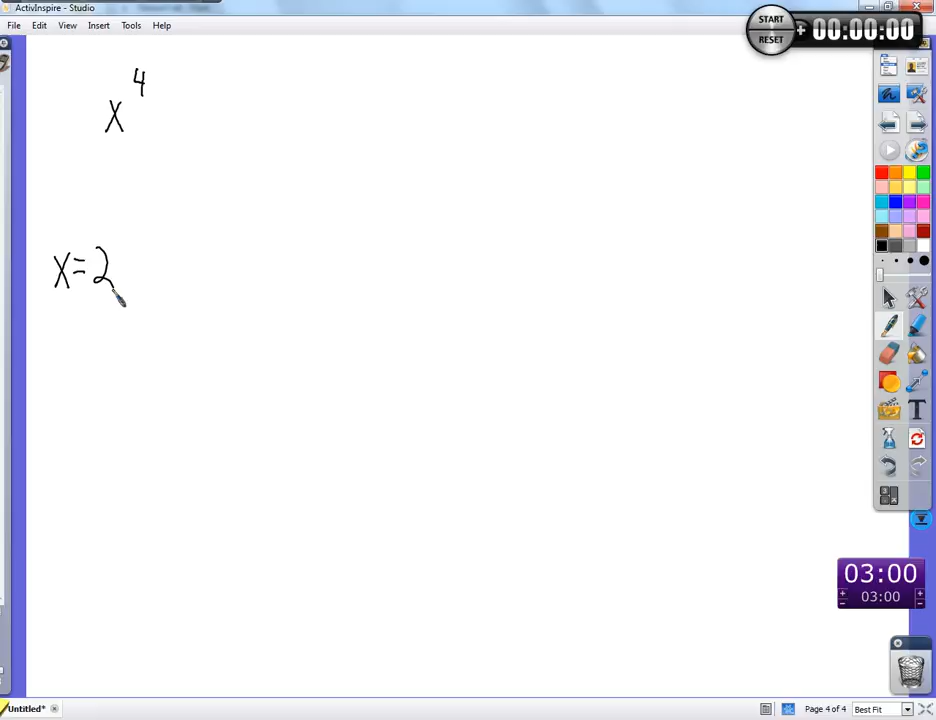 ActivInspire - Studio
File Edit View Insert Tools Help
START
RESET
00:00:00
x⁴
x=2
03:00
03:00
Untitled*
Page 4 of 4
Best Fit